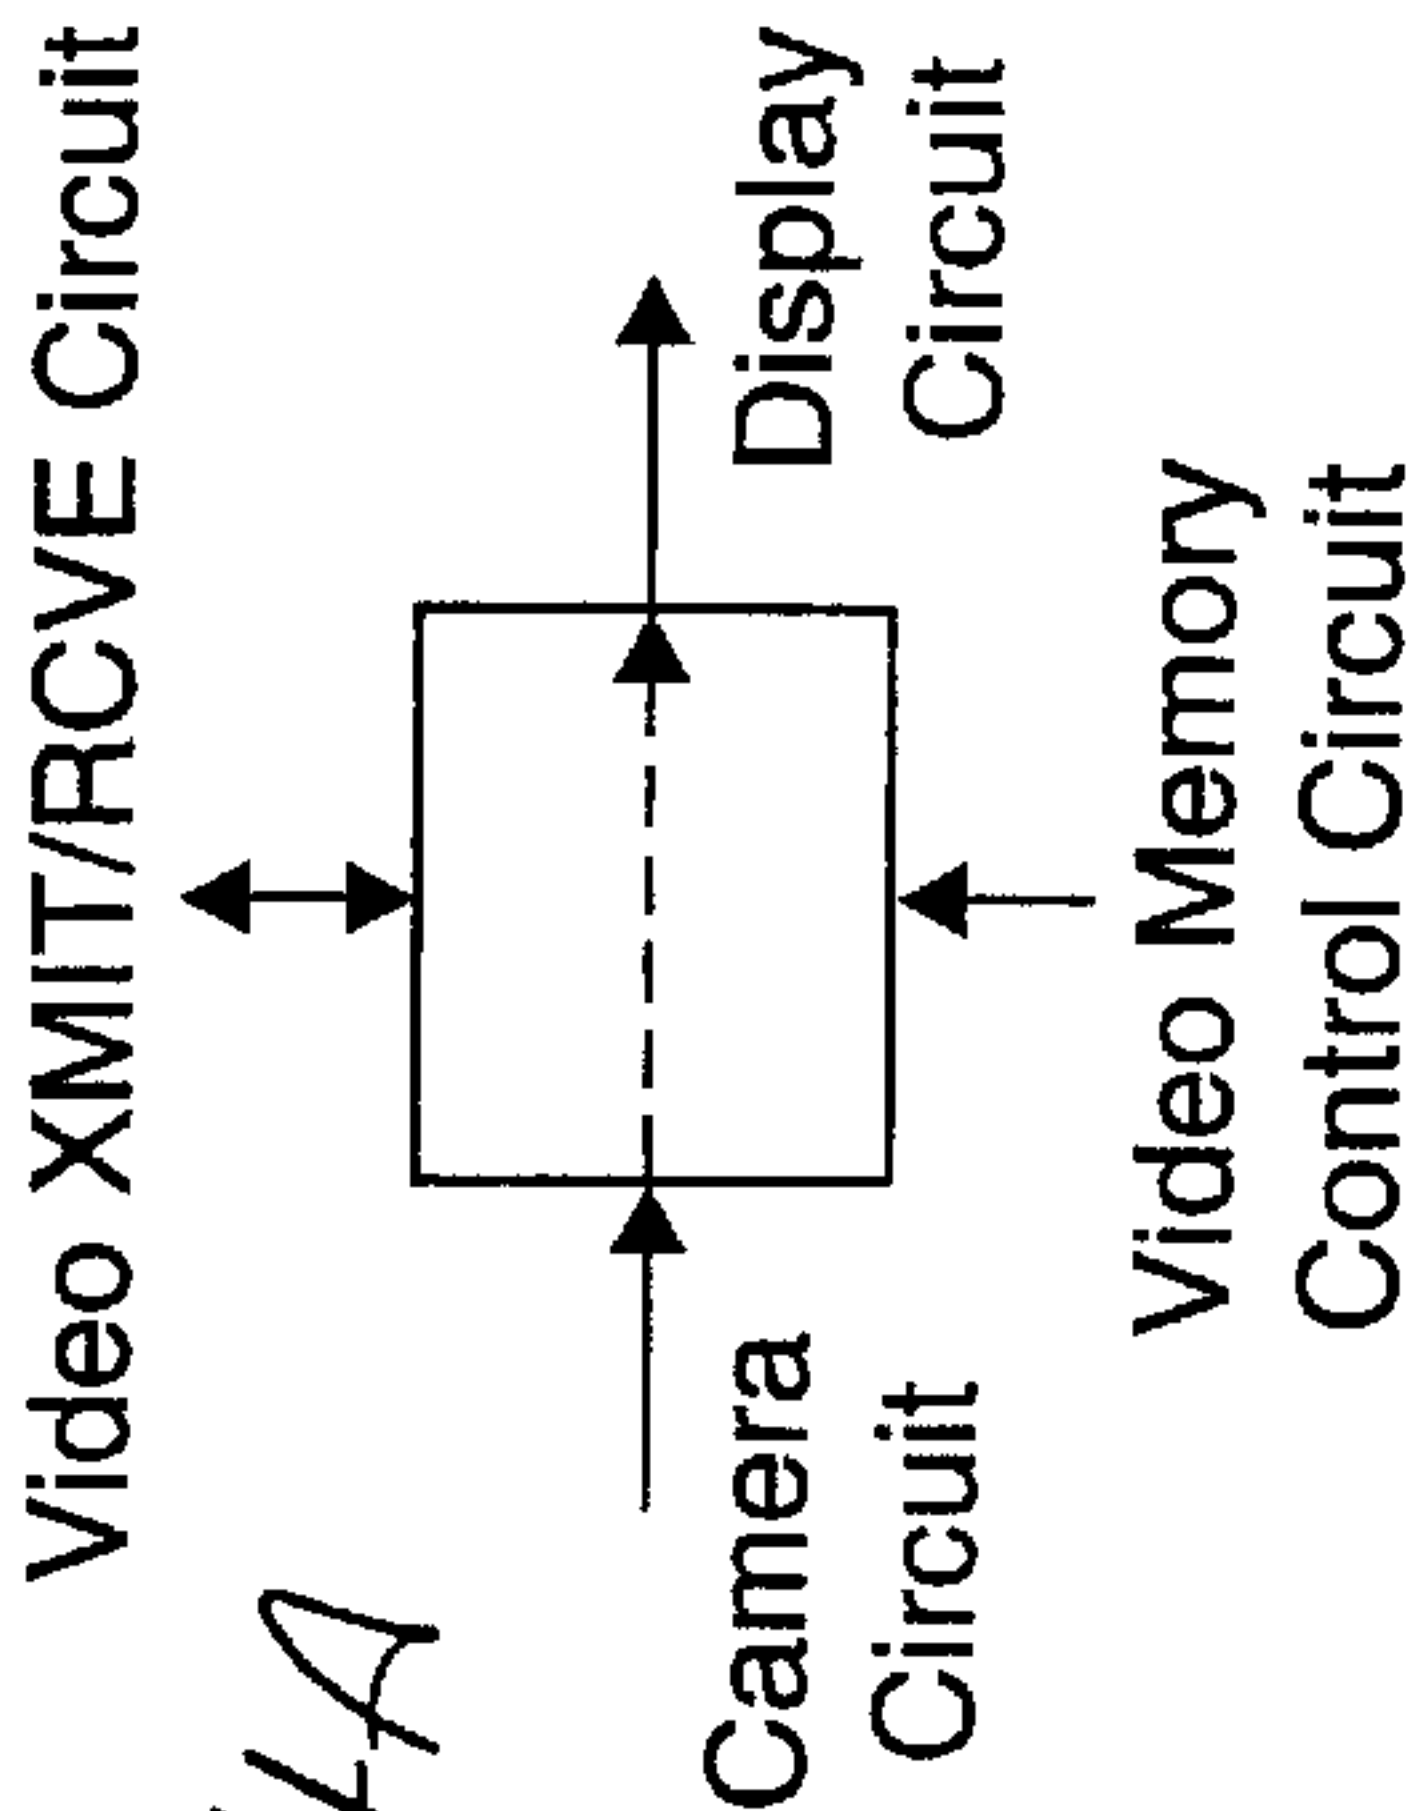 Video XMIT/RCVE Circuit
Camera
Circuit
Display
Circuit
Video Memory
Control Circuit